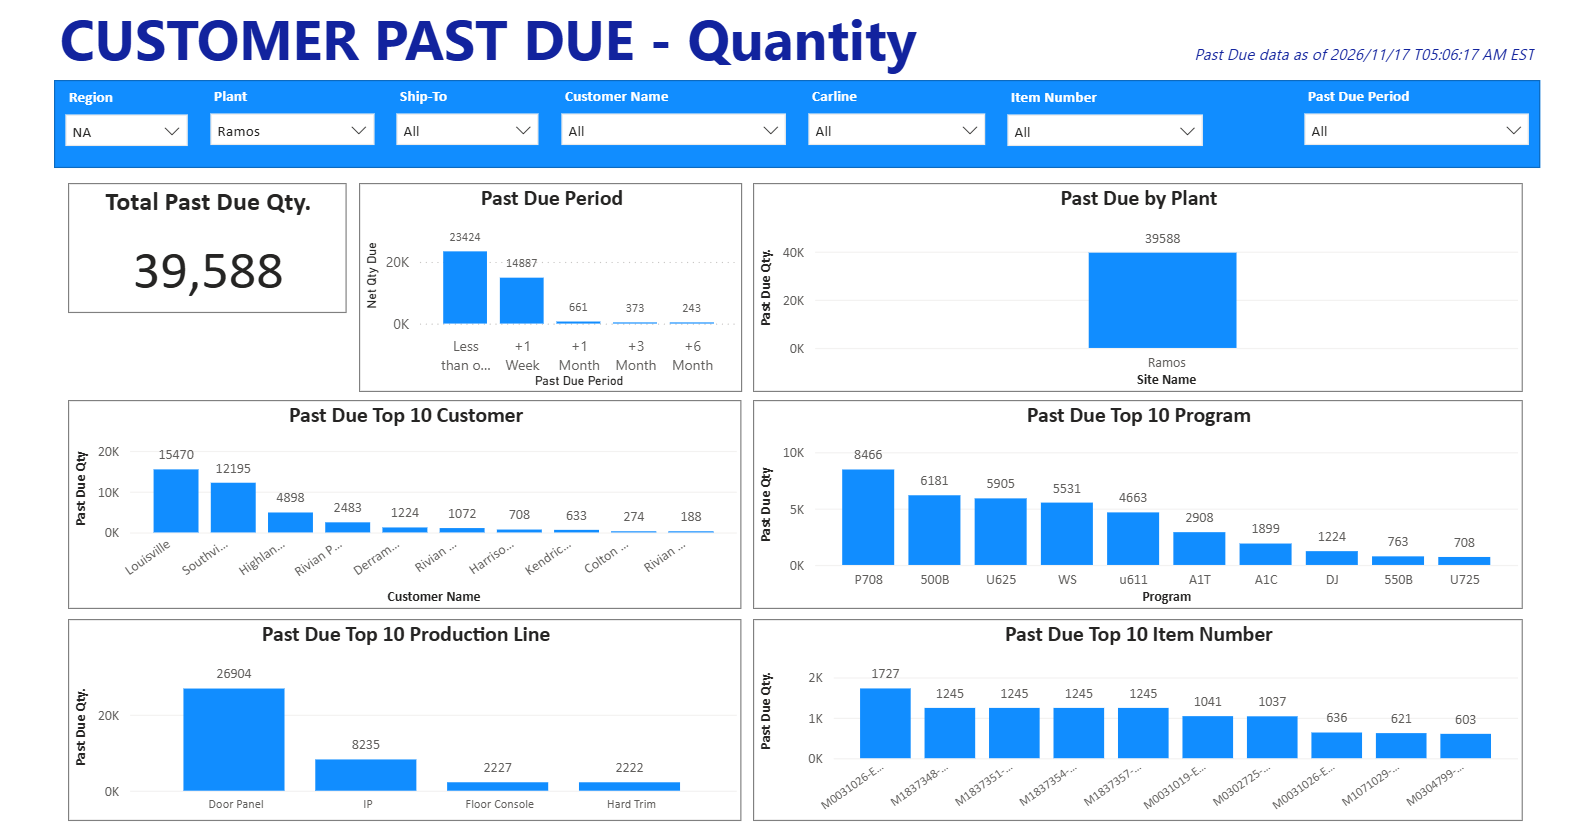 CUSTOMER PAST DUE - Quantity
Past Due data as of 2026/11/17 T05:06:17 AM EST
Region
Plant
Ship-To
Customer Name
Carline
Item Number
Past Due Period
NA
Ramos
All
All
All
All
All
Total Past Due Qty.
39,588
Past Due Period
Net Qty Due
20K
0K
23424
14887
661
373
243
Less than o...
+1 Week
+1 Month
+3 Month
+6 Month
Past Due Period
Past Due by Plant
Past Due Qty.
40K
20K
0K
39588
Ramos
Site Name
Past Due Top 10 Customer
Past Due Qty
20K
10K
0K
15470
12195
4898
2483
1224
1072
708
633
274
188
Louisville
Southvi...
Highlan...
Rivian P...
Derram...
Rivian ...
Harriso...
Kendric...
Colton ...
Rivian ...
Customer Name
Past Due Top 10 Program
Past Due Qty
10K
5K
0K
8466
6181
5905
5531
4663
2908
1899
1224
763
708
P708
500B
U625
WS
u611
A1T
A1C
DJ
550B
U725
Program
Past Due Top 10 Production Line
Past Due Qty.
20K
0K
26904
8235
2227
2222
Door Panel
IP
Floor Console
Hard Trim
Past Due Top 10 Item Number
Past Due Qty.
2K
1K
0K
1727
1245
1245
1245
1245
1041
1037
636
621
603
M0031026-E...
M1837348-...
M1837351-...
M1837354-...
M1837357-...
M0031019-E...
M0302725-...
M0031026-E...
M1071029-...
M0304799-...